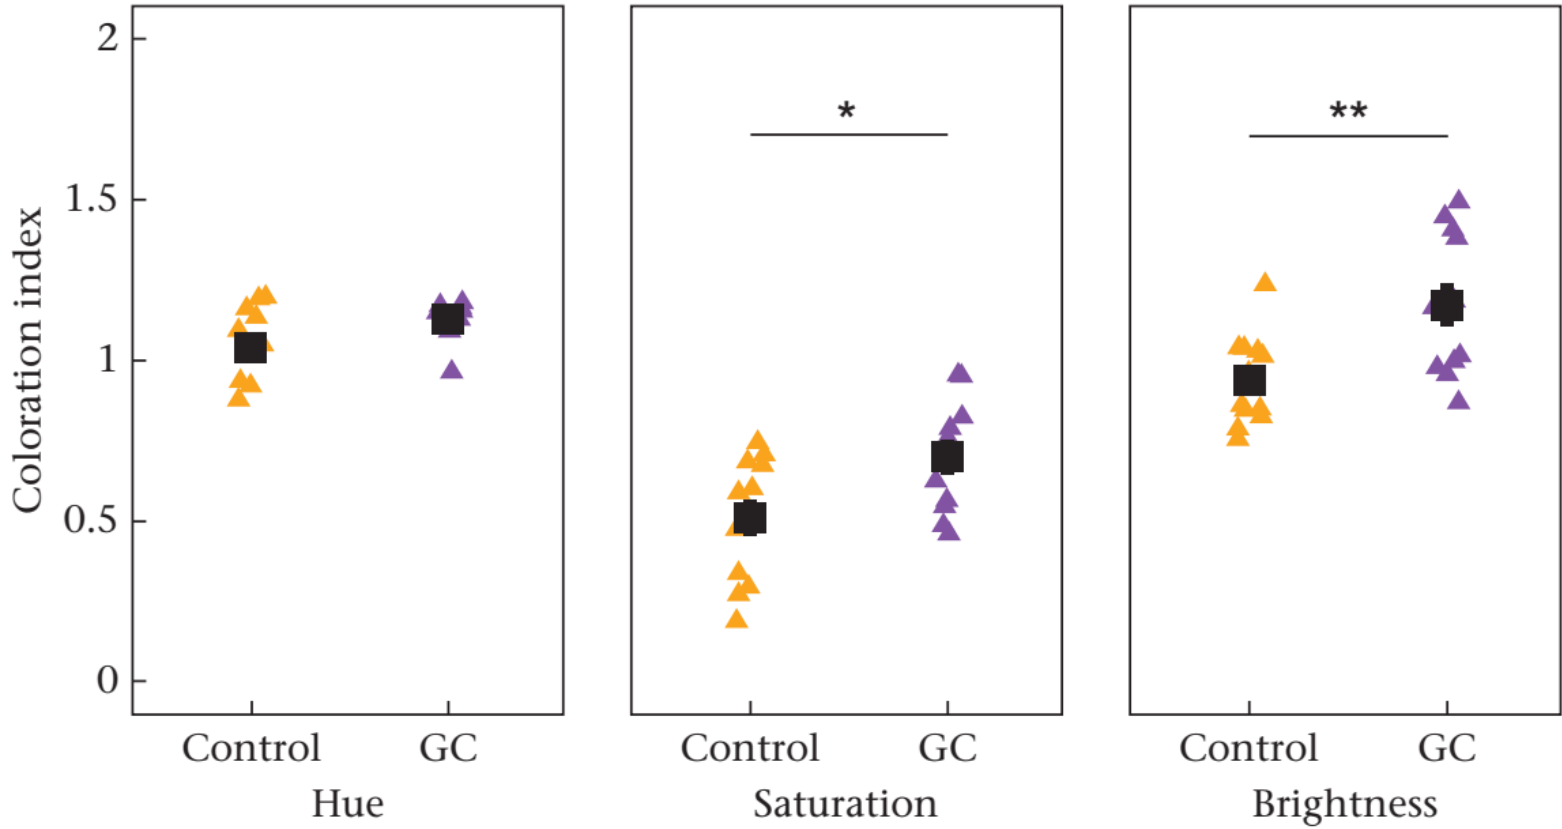 Coloration index
2
1.5
1
0.5
0
*
**
Control GC Control GC Control GC
Hue Saturation Brightness